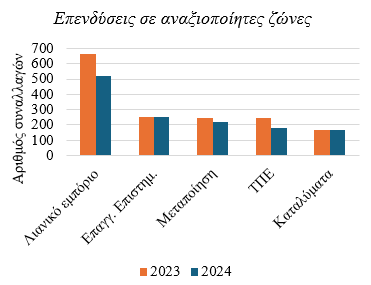 Επενδύσεις σε αναξιοποίητες ζώνες
Αριθμός συναλλαγών
700
600
500
400
300
200
100
0
Λιανικό εμπόριο
Επαγγ. Επιστημ.
Μεταποίηση
ΤΠΕ
Καταλύματα
2023 2024